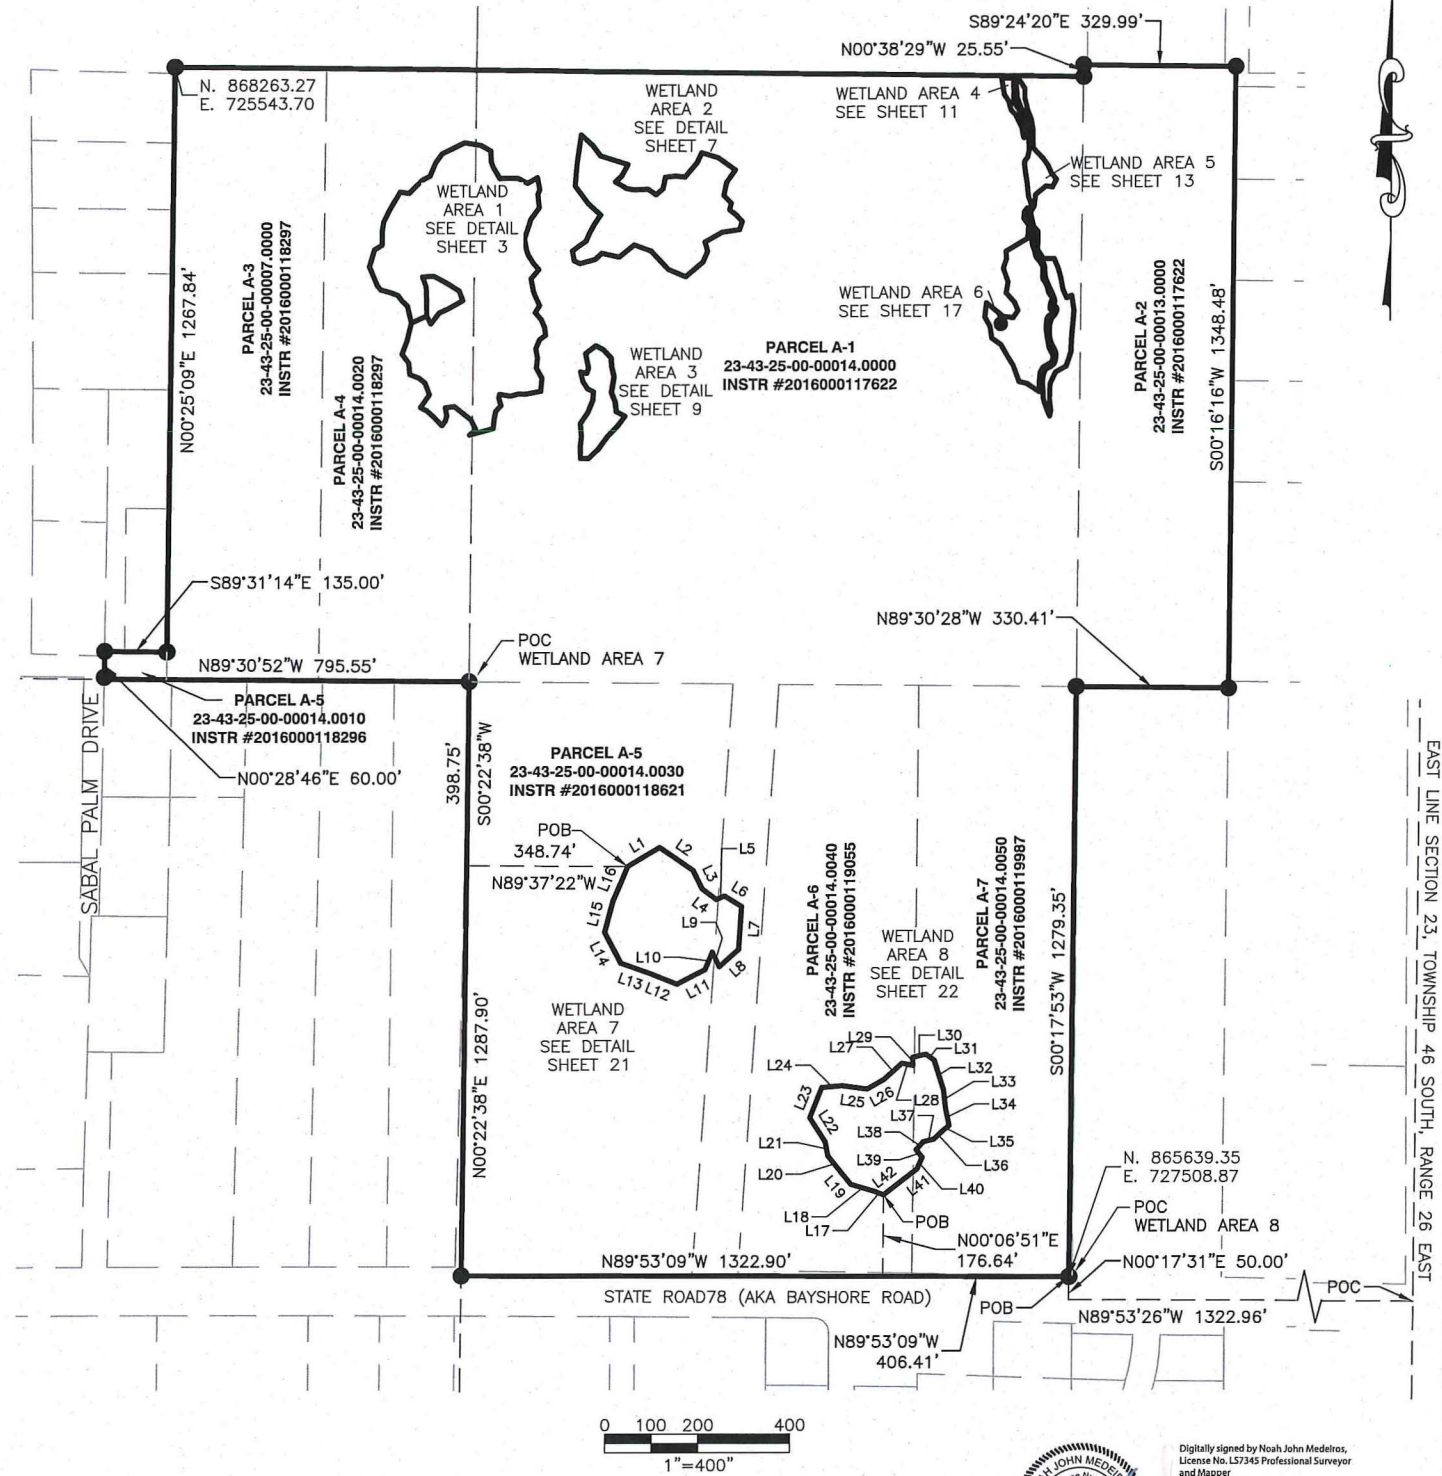 S89°24'20"E 329.99'
N00°38'29"W 25.55'
N. 868263.27
E. 725543.70
WETLAND
AREA 2
SEE DETAIL
SHEET 7
WETLAND AREA 4
SEE SHEET 11
WETLAND AREA 5
SEE SHEET 13
WETLAND
AREA 1
SEE DETAIL
SHEET 3
N00°25'09"E 1267.84'
PARCEL A-3
23-43-25-00-00007.0000
INSTR #2016000118297
PARCEL A-4
23-43-25-00-00014.0020
INSTR #2016000118297
WETLAND AREA 6
SEE SHEET 17
WETLAND
AREA 3
SEE DETAIL
SHEET 9
PARCEL A-1
23-43-25-00-00014.0000
INSTR #2016000117622
PARCEL A-2
23-43-25-00-00013.0000
INSTR #2016000117622
S00°16'16"W 1348.48'
S89°31'14"E 135.00'
N89°30'28"W 330.41'
POC
WETLAND AREA 7
N89°30'52"W 795.55'
PARCEL A-5
23-43-25-00-00014.0010
INSTR #2016000118296
N00°28'46"E 60.00'
SABAL PALM DRIVE
398.75'
S00°22'38"W
PARCEL A-5
23-43-25-00-00014.0030
INSTR #2016000118621
EAST LINE SECTION 23, TOWNSHIP 46 SOUTH, RANGE 26 EAST
POB
348.74'
N89°37'22"W
L1
L2
L3
L4
L5
L6
L7
L8
L9
L10
L11
L12
L13
L14
L15
L16
WETLAND
AREA 7
SEE DETAIL
SHEET 21
N00°22'38"E 1287.90'
PARCEL A-6
23-43-25-00-00014.0040
INSTR #2016000119055
WETLAND
AREA 8
SEE DETAIL
SHEET 22
PARCEL A-7
23-43-25-00-00014.0050
INSTR #2016000119987
S00°17'53"W 1279.35'
L29
L30
L27
L31
L24
L32
L33
L25
L26
L28
L34
L23
L37
L22
L38
L35
L21
L39
L36
L20
L40
L19
L42
L41
L18
L17
POB
N. 865639.35
E. 727508.87
POC
WETLAND AREA 8
N00°06'51"E
176.64'
N00°17'31"E 50.00'
N89°53'09"W 1322.90'
STATE ROAD78 (AKA BAYSHORE ROAD)
POB
POC
N89°53'26"W 1322.96'
N89°53'09"W
406.41'
0 100 200 400
1"=400"
Digitally signed by Noah John Medeiros,
License No. LS7345 Professional Surveyor
and Mapper